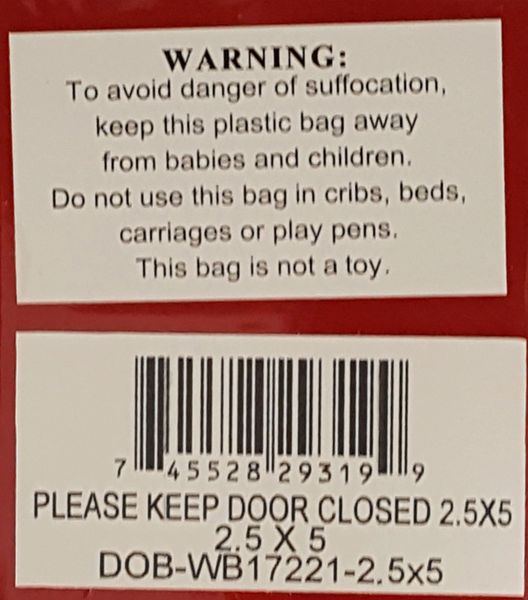 WARNING:
To avoid danger of suffocation,
keep this plastic bag away
from babies and children.
Do not use this bag in cribs, beds,
carriages or play pens.
This bag is not a toy.
7 45528 29319 9
PLEASE KEEP DOOR CLOSED 2.5X5
2.5 X 5
DOB-WB17221-2.5x5